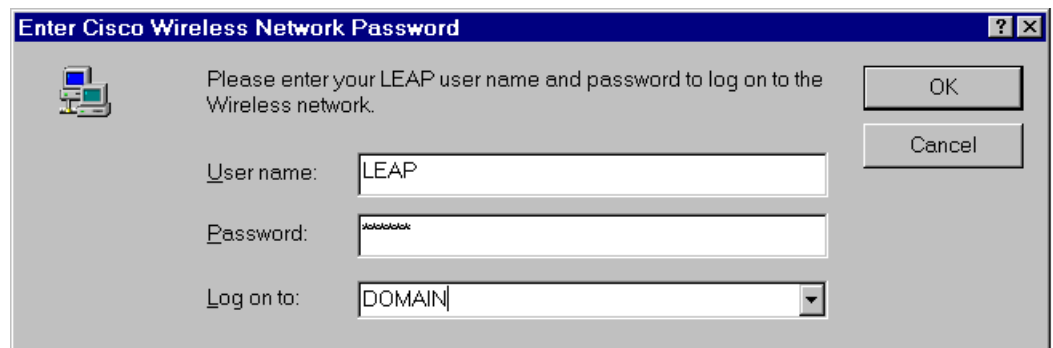 Enter Cisco Wireless Network Password
? ×
Please enter your LEAP user name and password to log on to the
Wireless network.
OK
Cancel
User name: LEAP
Password: *******
Log on to: DOMAIN